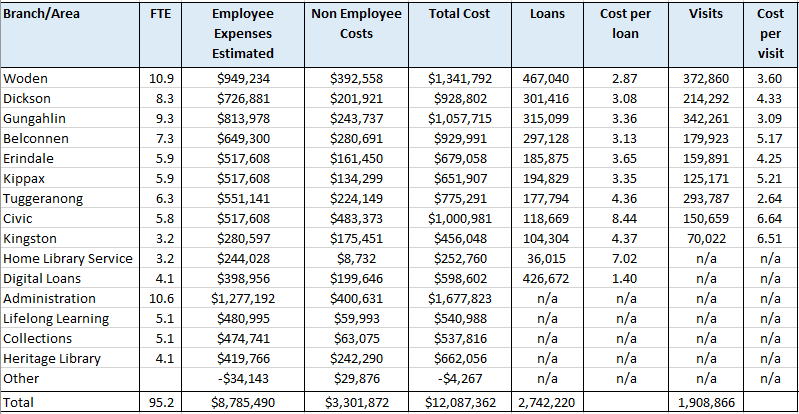 Branch/Area FTE Employee Expenses Estimated Non Employee Costs Total Cost Loans Cost per loan Visits Cost per visit
Woden 10.9 $949,234 $392,558 $1,341,792 467,040 2.87 372,860 3.60
Dickson 8.3 $726,881 $201,921 $928,802 301,416 3.08 214,292 4.33
Gungahlin 9.3 $813,978 $243,737 $1,057,715 315,099 3.36 342,261 3.09
Belconnen 7.3 $649,300 $280,691 $929,991 297,128 3.13 179,923 5.17
Erindale 5.9 $517,608 $161,450 $679,058 185,875 3.65 159,891 4.25
Kippax 5.9 $517,608 $134,299 $651,907 194,829 3.35 125,171 5.21
Tuggeranong 6.3 $551,141 $224,149 $775,291 177,794 4.36 293,787 2.64
Civic 5.8 $517,608 $483,373 $1,000,981 118,669 8.44 150,659 6.64
Kingston 3.2 $280,597 $175,451 $456,048 104,304 4.37 70,022 6.51
Home Library Service 3.2 $244,028 $8,732 $252,760 36,015 7.02 n/a n/a
Digital Loans 4.1 $398,956 $199,646 $598,602 426,672 1.40 n/a n/a
Administration 10.6 $1,277,192 $400,631 $1,677,823 n/a n/a n/a n/a
Lifelong Learning 5.1 $480,995 $59,993 $540,988 n/a n/a n/a n/a
Collections 5.1 $474,741 $63,075 $537,816 n/a n/a n/a n/a
Heritage Library 4.1 $419,766 $242,290 $662,056 n/a n/a n/a n/a
Other -$34,143 $29,876 -$4,267 n/a n/a n/a n/a
Total 95.2 $8,785,490 $3,301,872 $12,087,362 2,742,220 1,908,866